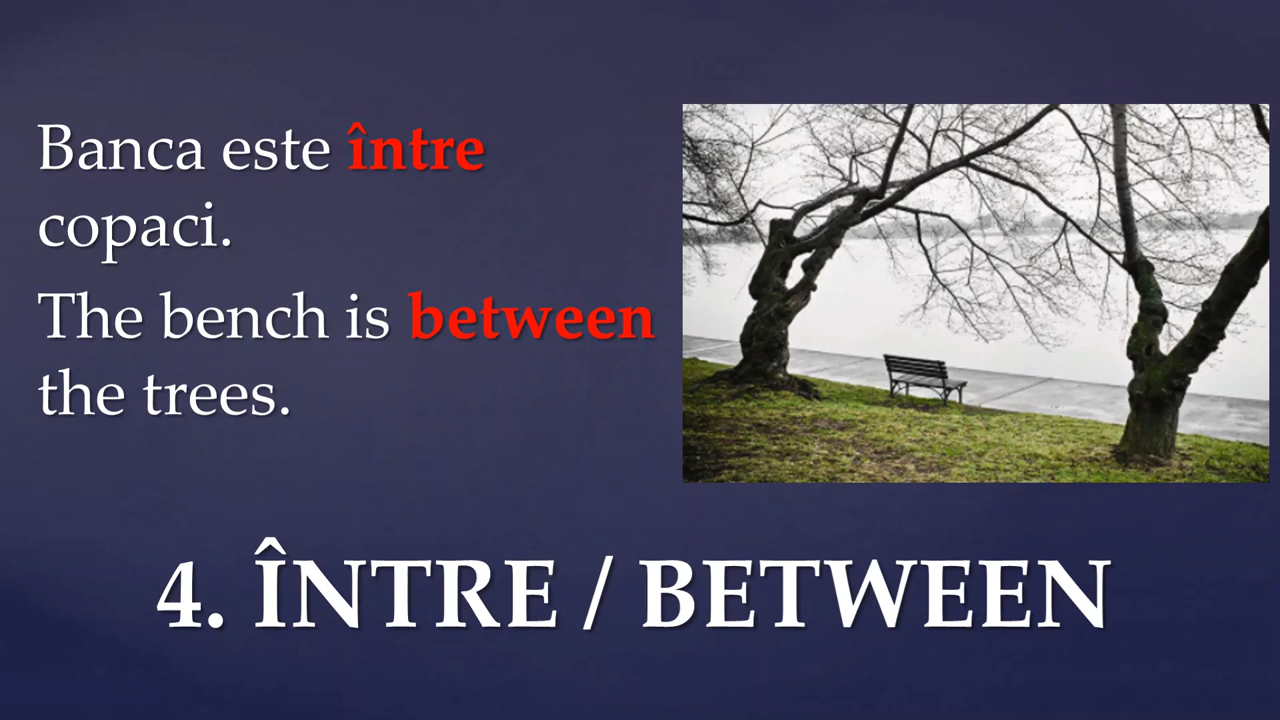 Banca este între
copaci.
The bench is between
the trees.
4. ÎNTRE / BETWEEN